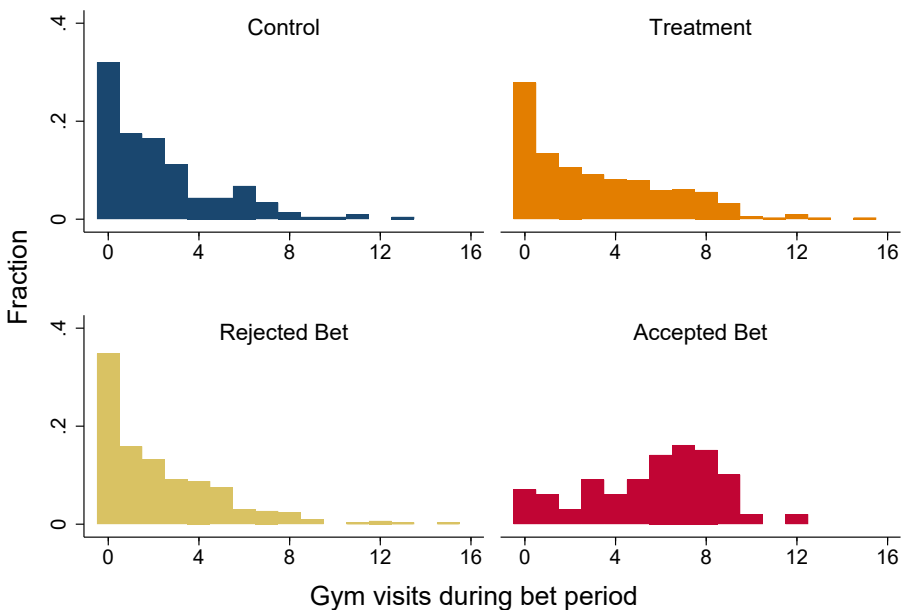 Control
Treatment
.4
.2
0
0 4 8 12 16
0 4 8 12 16
Fraction
Rejected Bet
Accepted Bet
.4
.2
0
0 4 8 12 16
0 4 8 12 16
Gym visits during bet period